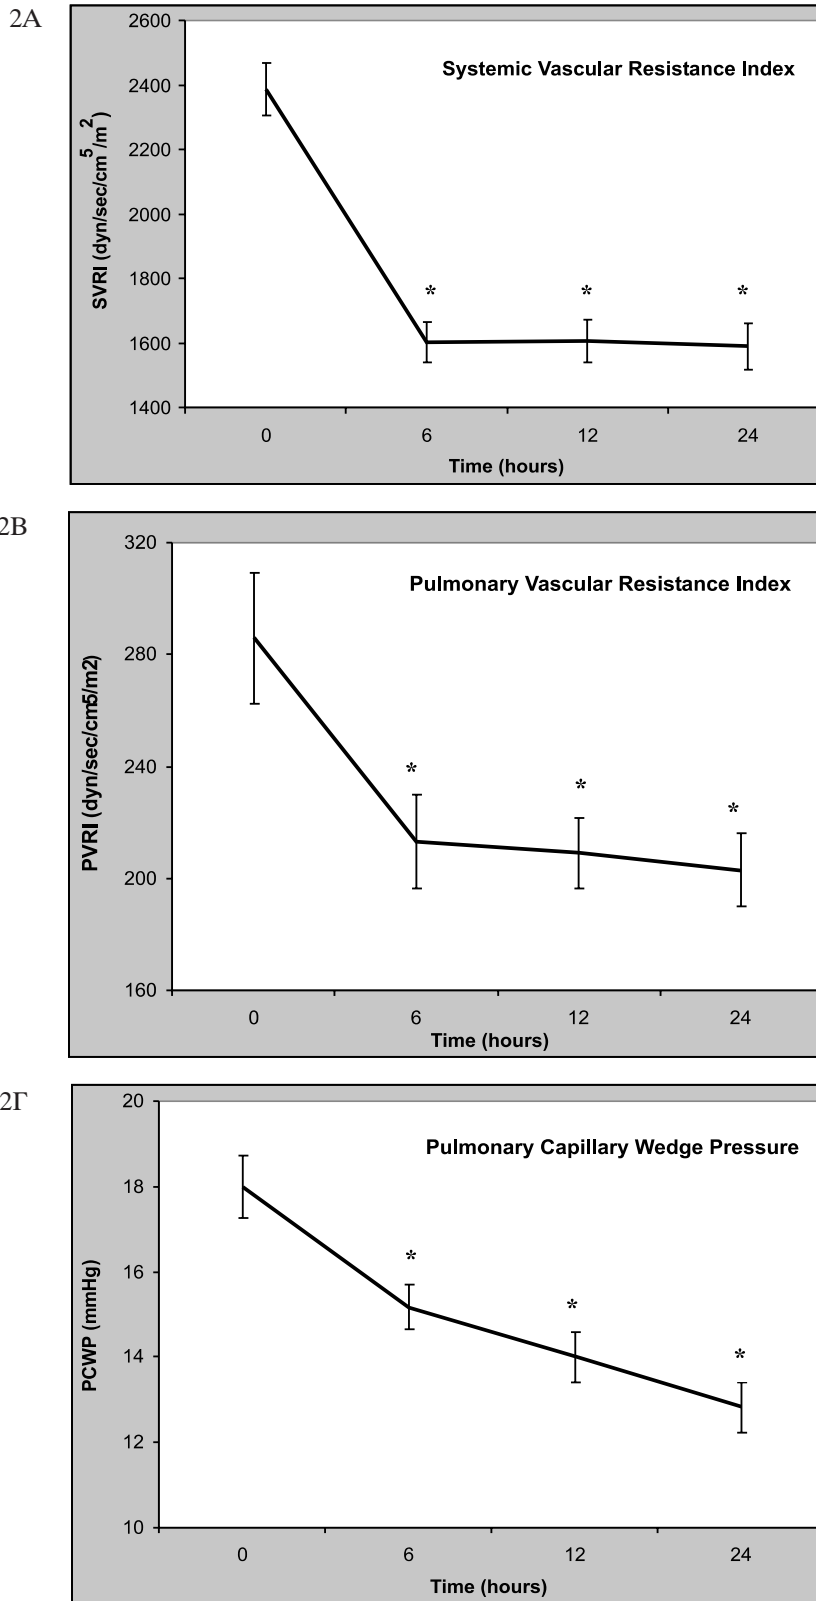 2A
2600
2400
2200
2000
1800
1600
1400
Systemic Vascular Resistance Index
SVRI (dyn/sec/cm5/m2)
*
*
*
0 6 12 24
Time (hours)
2B
320
280
240
200
160
Pulmonary Vascular Resistance Index
PVRI (dyn/sec/cm5/m2)
*
*
*
0 6 12 24
Time (hours)
2Γ
20
18
16
14
12
10
Pulmonary Capillary Wedge Pressure
PCWP (mmHg)
*
*
*
0 6 12 24
Time (hours)